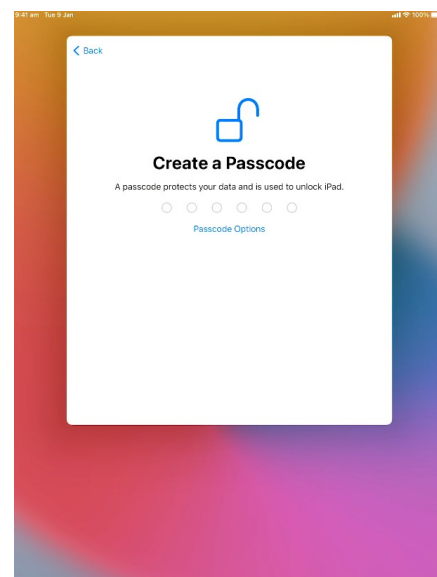 9:41 am Tue 9 Jan
100%
Back
Create a Passcode
A passcode protects your data and is used to unlock iPad.
Passcode Options